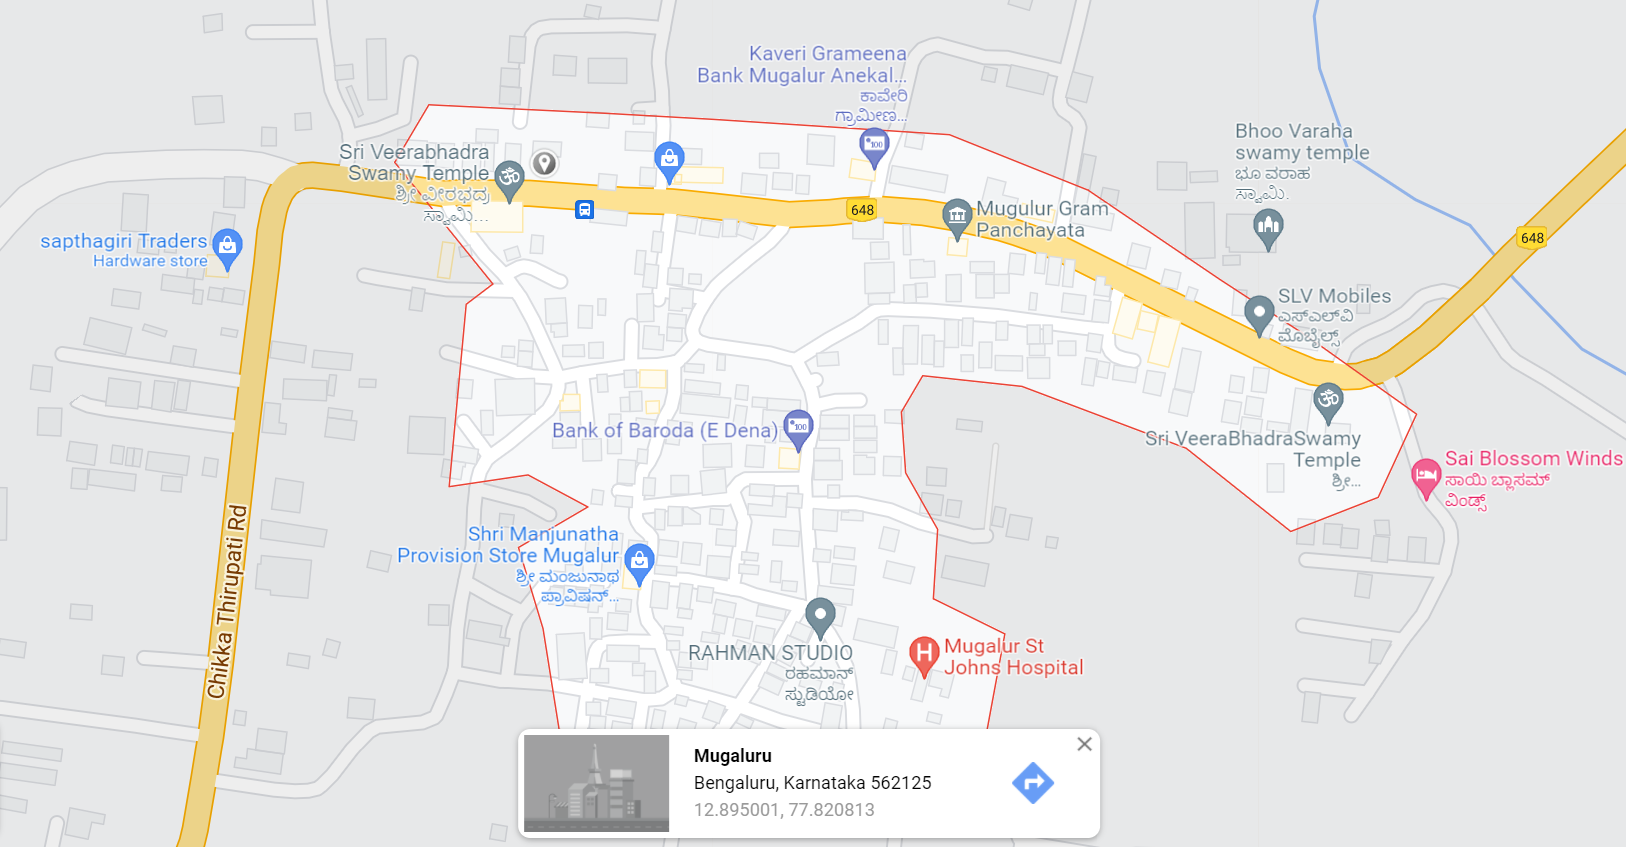 Kaveri Grameena
Bank Mugalur Anekal...
ಕಾವೇರಿ
ಗ್ರಾಮೀಣ...
Bhoo Varaha
swamy temple
ಭೂ ವರಾಹ
ಸ್ವಾಮಿ.
Sri Veerabhadra
Swamy Temple
ಶ್ರೀ ವೀರಭದ್ರ
ಸ್ವಾಮಿ...
648
Mugulur Gram
Panchayata
648
sapthagiri Traders
Hardware store
SLV Mobiles
ಎಸ್ಎಲ್‌ವಿ
ಮೊಬೈಲ್ಸ್
Bank of Baroda (E Dena)
Sri VeeraBhadraSwamy
Temple
ಶ್ರೀ...
Sai Blossom Winds
ಸಾಯಿ ಬ್ಲಾಸಮ್
ವಿಂಡ್ಸ್
Chikka Thirupati Rd
Shri Manjunatha
Provision Store Mugalur
ಶ್ರೀ ಮಂಜುನಾಥ
ಪ್ರಾವಿಷನ್...
RAHMAN STUDIO
ರಹಮಾನ್
ಸ್ಟುಡಿಯೋ
Mugalur St
Johns Hospital
Mugaluru
Bengaluru, Karnataka 562125
12.895001, 77.820813